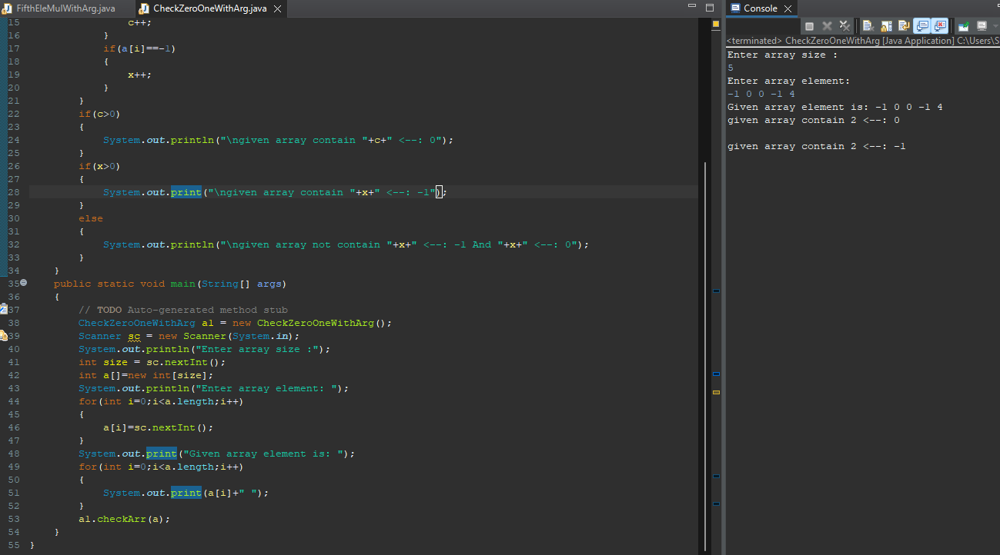 FifthEleMulWithArg.java
CheckZeroOneWithArg.java
15 c++;
16 }
17 if(a[i]==-1)
18 {
19 x++;
20 }
21 }
22 if(c>0)
23 {
24 System.out.println("\ngiven array contain "+c+" <--: 0");
25 }
26 if(x>0)
27 {
28 System.out.print("\ngiven array contain "+x+" <--: -1");
29 }
30 else
31 {
32 System.out.println("\ngiven array not contain "+x+" <--: -1 And "+x+" <--: 0");
33 }
34 }
35 public static void main(String[] args)
36 {
37 // TODO Auto-generated method stub
38 CheckZeroOneWithArg al = new CheckZeroOneWithArg();
39 Scanner sc = new Scanner(System.in);
40 System.out.println("Enter array size :");
41 int size = sc.nextInt();
42 int a[]=new int[size];
43 System.out.println("Enter array element: ");
44 for(int i=0;i<a.length;i++)
45 {
46 a[i]=sc.nextInt();
47 }
48 System.out.print("Given array element is: ");
49 for(int i=0;i<a.length;i++)
50 {
51 System.out.print(a[i]+" ");
52 }
53 al.checkArr(a);
54 }
55 }
Console
<terminated> CheckZeroOneWithArg [Java Application] C:\Users\S
Enter array size :
5
Enter array element:
-1 0 0 -1 4
Given array element is: -1 0 0 -1 4
given array contain 2 <--: 0
given array contain 2 <--: -1